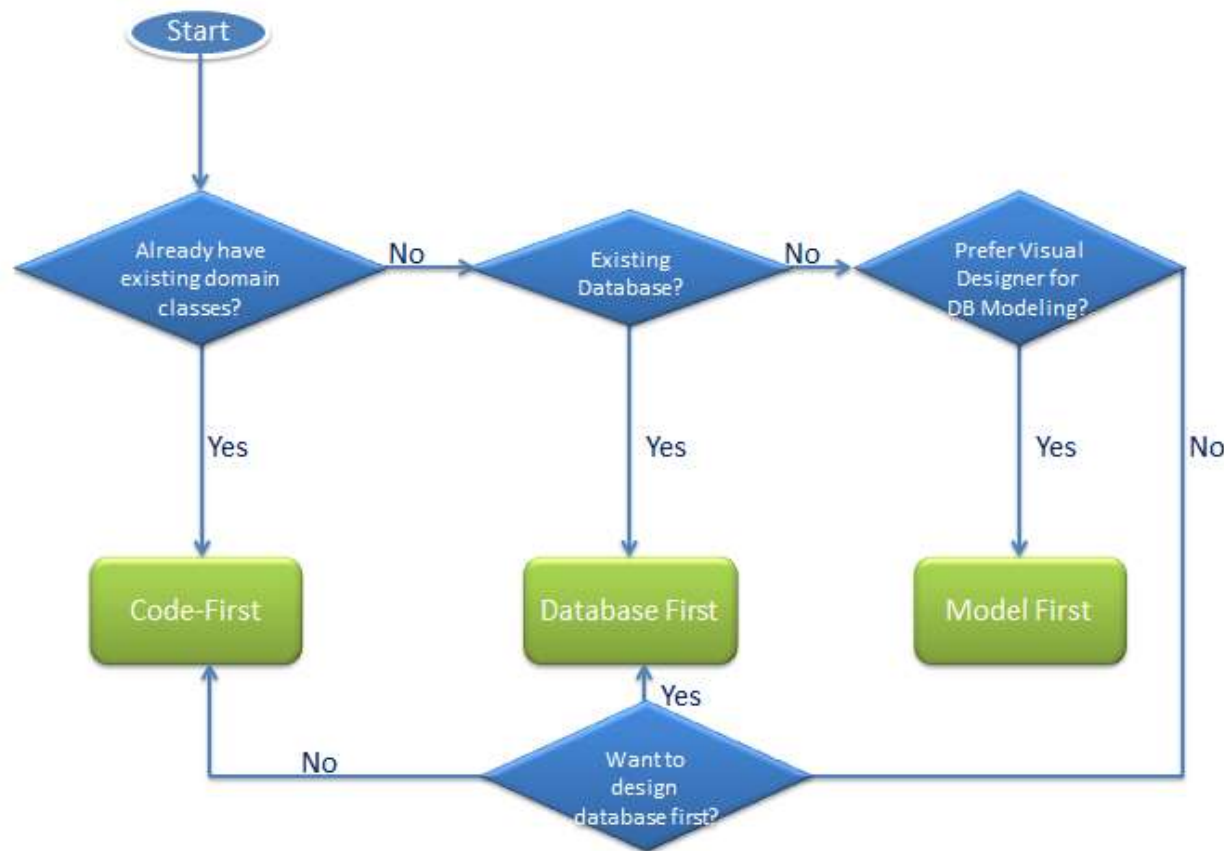 Start
Already have
existing domain
classes?
No
Existing
Database?
No
Prefer Visual
Designer for
DB Modeling?
Yes
Yes
Yes
No
Code-First
Database First
Model First
Yes
No
Want to
design
database first?